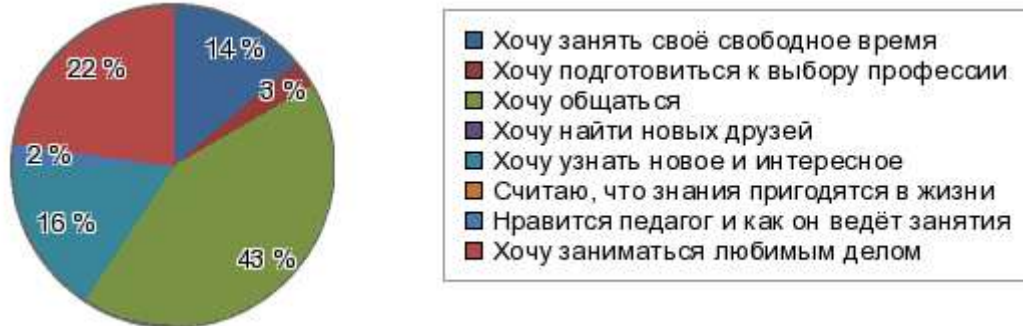 14 %
22 %
3 %
2 %
16 %
43 %
Хочу занять своё свободное время
Хочу подготовиться к выбору профессии
Хочу общаться
Хочу найти новых друзей
Хочу узнать новое и интересное
Считаю, что знания пригодятся в жизни
Нравится педагог и как он ведёт занятия
Хочу заниматься любимым делом